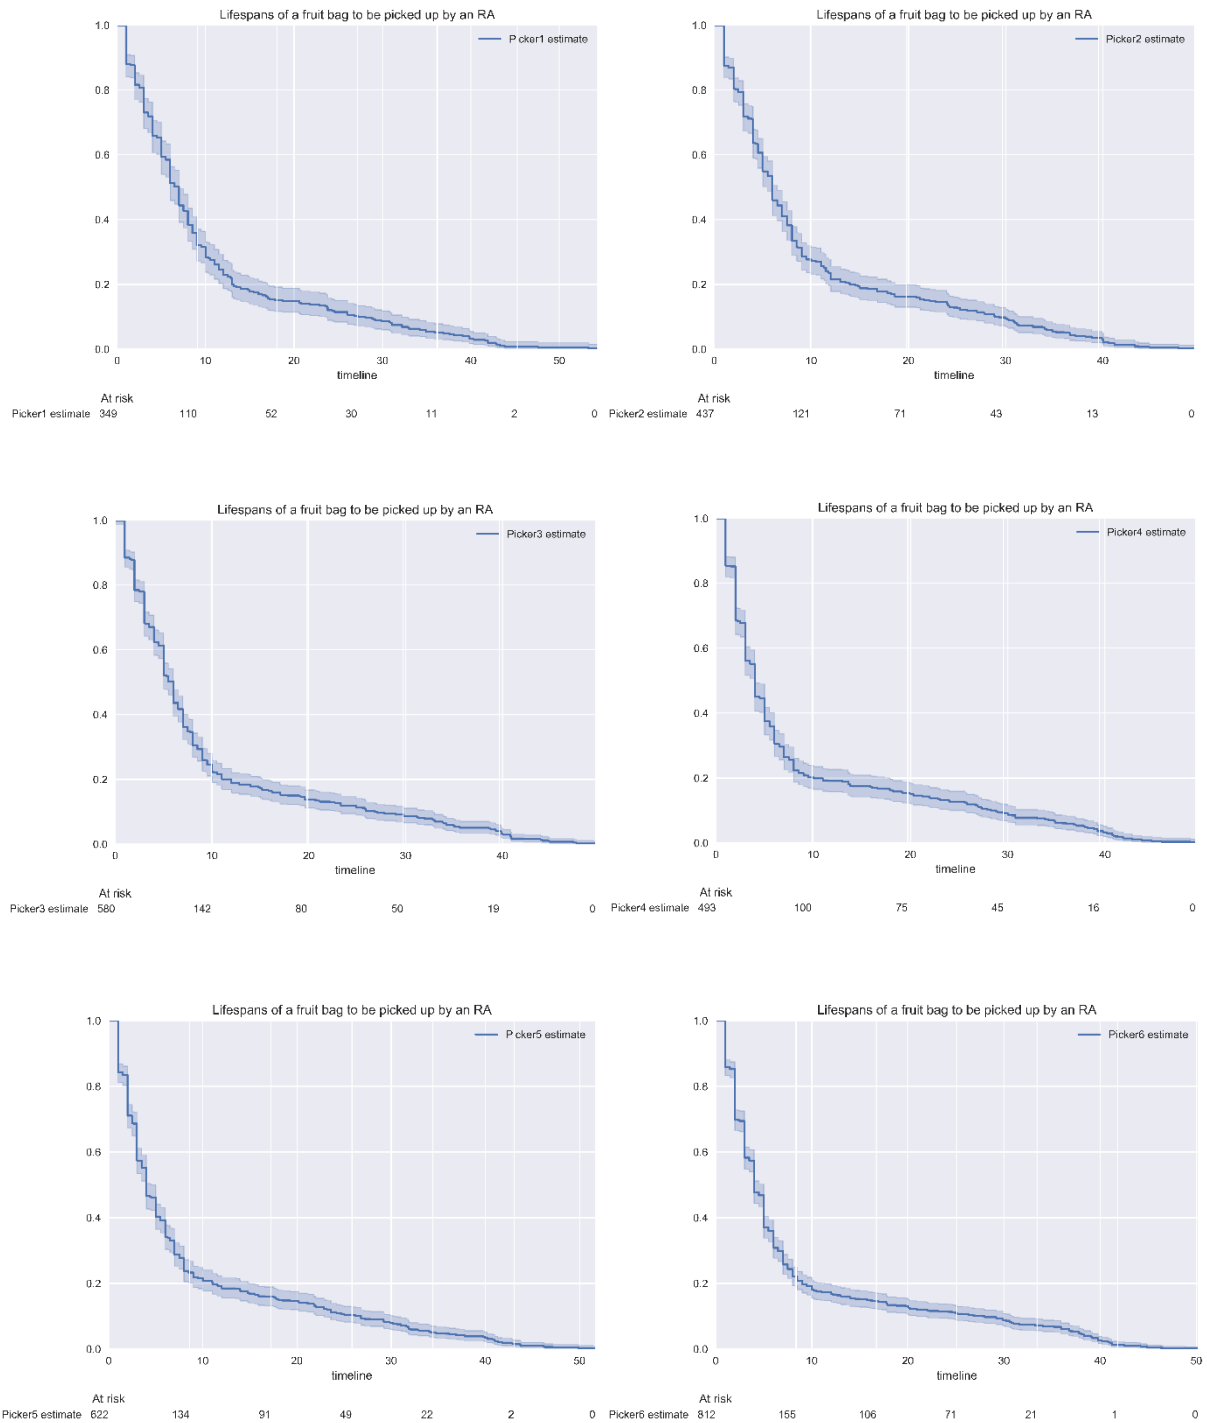 Lifespans of a fruit bag to be picked up by an RA
P cker1 estimate
1.0
0.8
0.6
0.4
0.2
0.0
0 10 20 30 40 50
timeline
At risk
Picker1 estimate 349 110 52 30 11 2 0
Lifespans of a fruit bag to be picked up by an RA
Picker2 estimate
1.0
0.8
0.6
0.4
0.2
0.0
0 10 20 30 40
timeline
At risk
Picker2 estimate 437 121 71 43 13 0
Lifespans of a fruit bag to be picked up by an RA
Picker3 estimate
1.0
0.8
0.6
0.4
0.2
0.0
0 10 20 30 40
timeline
At risk
Picker3 estimate 580 142 80 50 19 0
Lifespans of a fruit bag to be picked up by an RA
Picker4 estimate
1.0
0.8
0.6
0.4
0.2
0.0
0 10 20 30 40
timeline
At risk
Picker4 estimate 493 100 75 45 16 0
Lifespans of a fruit bag to be picked up by an RA
P cker5 estimate
1.0
0.8
0.6
0.4
0.2
0.0
0 10 20 30 40 50
timeline
At risk
Picker5 estimate 622 134 91 49 22 2 0
Lifespans of a fruit bag to be picked up by an RA
Picker6 estimate
1.0
0.8
0.6
0.4
0.2
0.0
0 10 20 30 40 50
timeline
At risk
Picker6 estimate 812 155 106 71 21 1 0